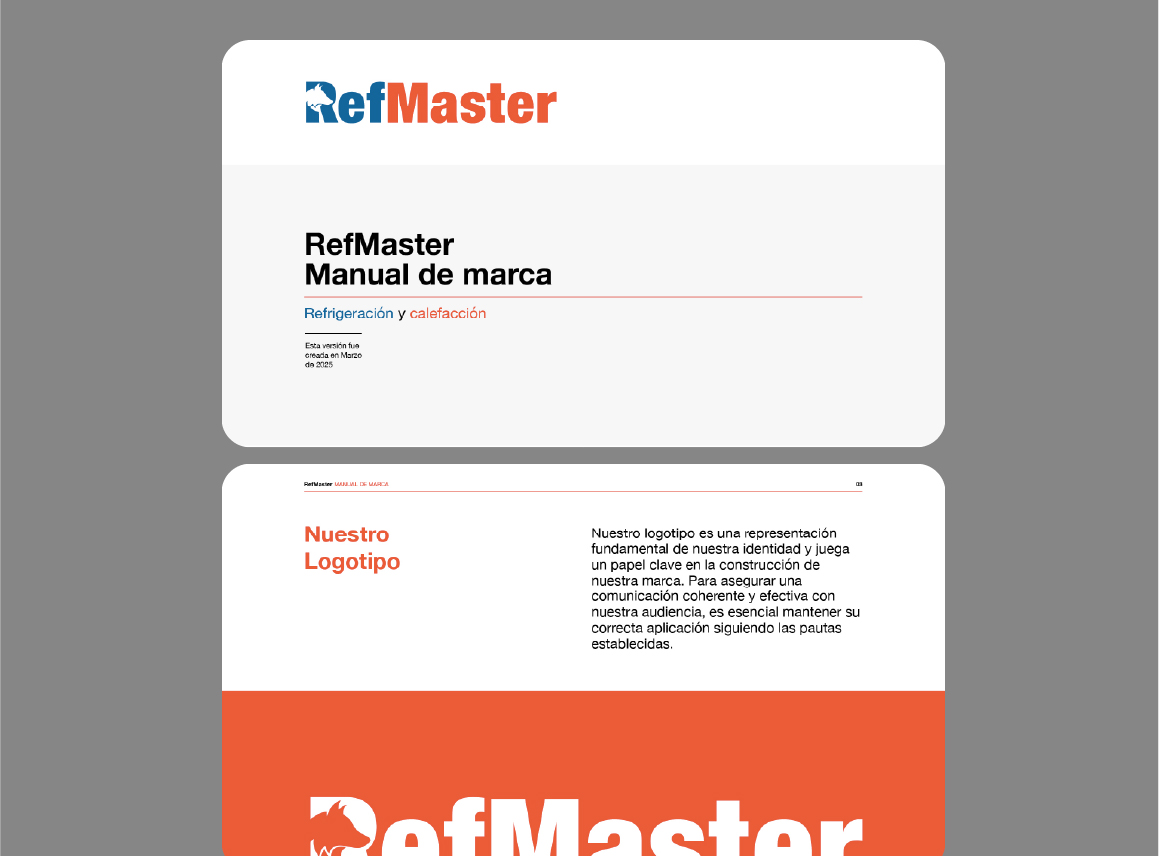 RefMaster
RefMaster
Manual de marca
Refrigeración y calefacción
Esta versión fue
creada en Marzo
de 2025
RefMaster MANUAL DE MARCA
Nuestro
Logotipo
Nuestro logotipo es una representación
fundamental de nuestra identidad y juega
un papel clave en la construcción de
nuestra marca. Para asegurar una
comunicación coherente y efectiva con
nuestra audiencia, es esencial mantener su
correcta aplicación siguiendo las pautas
establecidas.
RefMaster